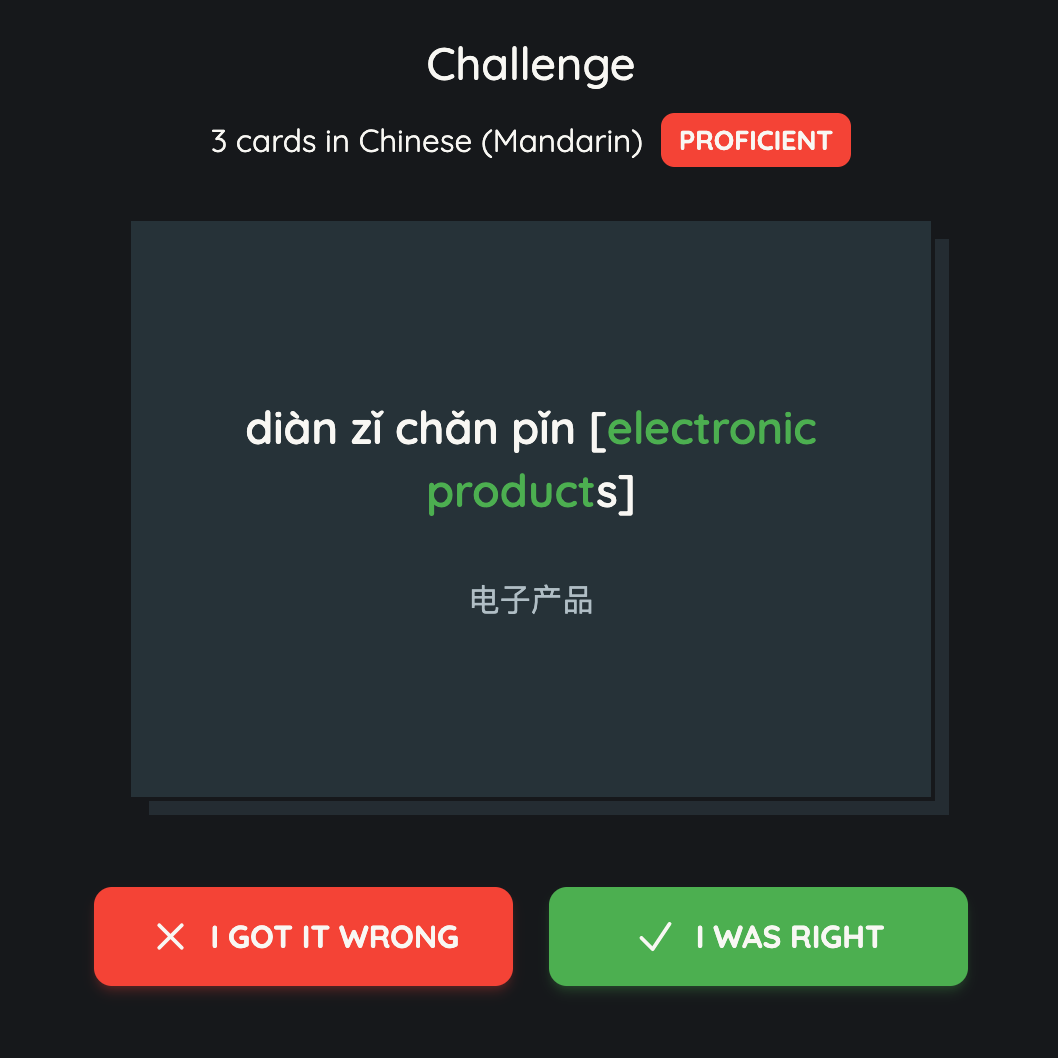 Challenge
3 cards in Chinese (Mandarin) PROFICIENT
diàn zǐ chǎn pǐn [electronic
products]
电子产品
I GOT IT WRONG
I WAS RIGHT